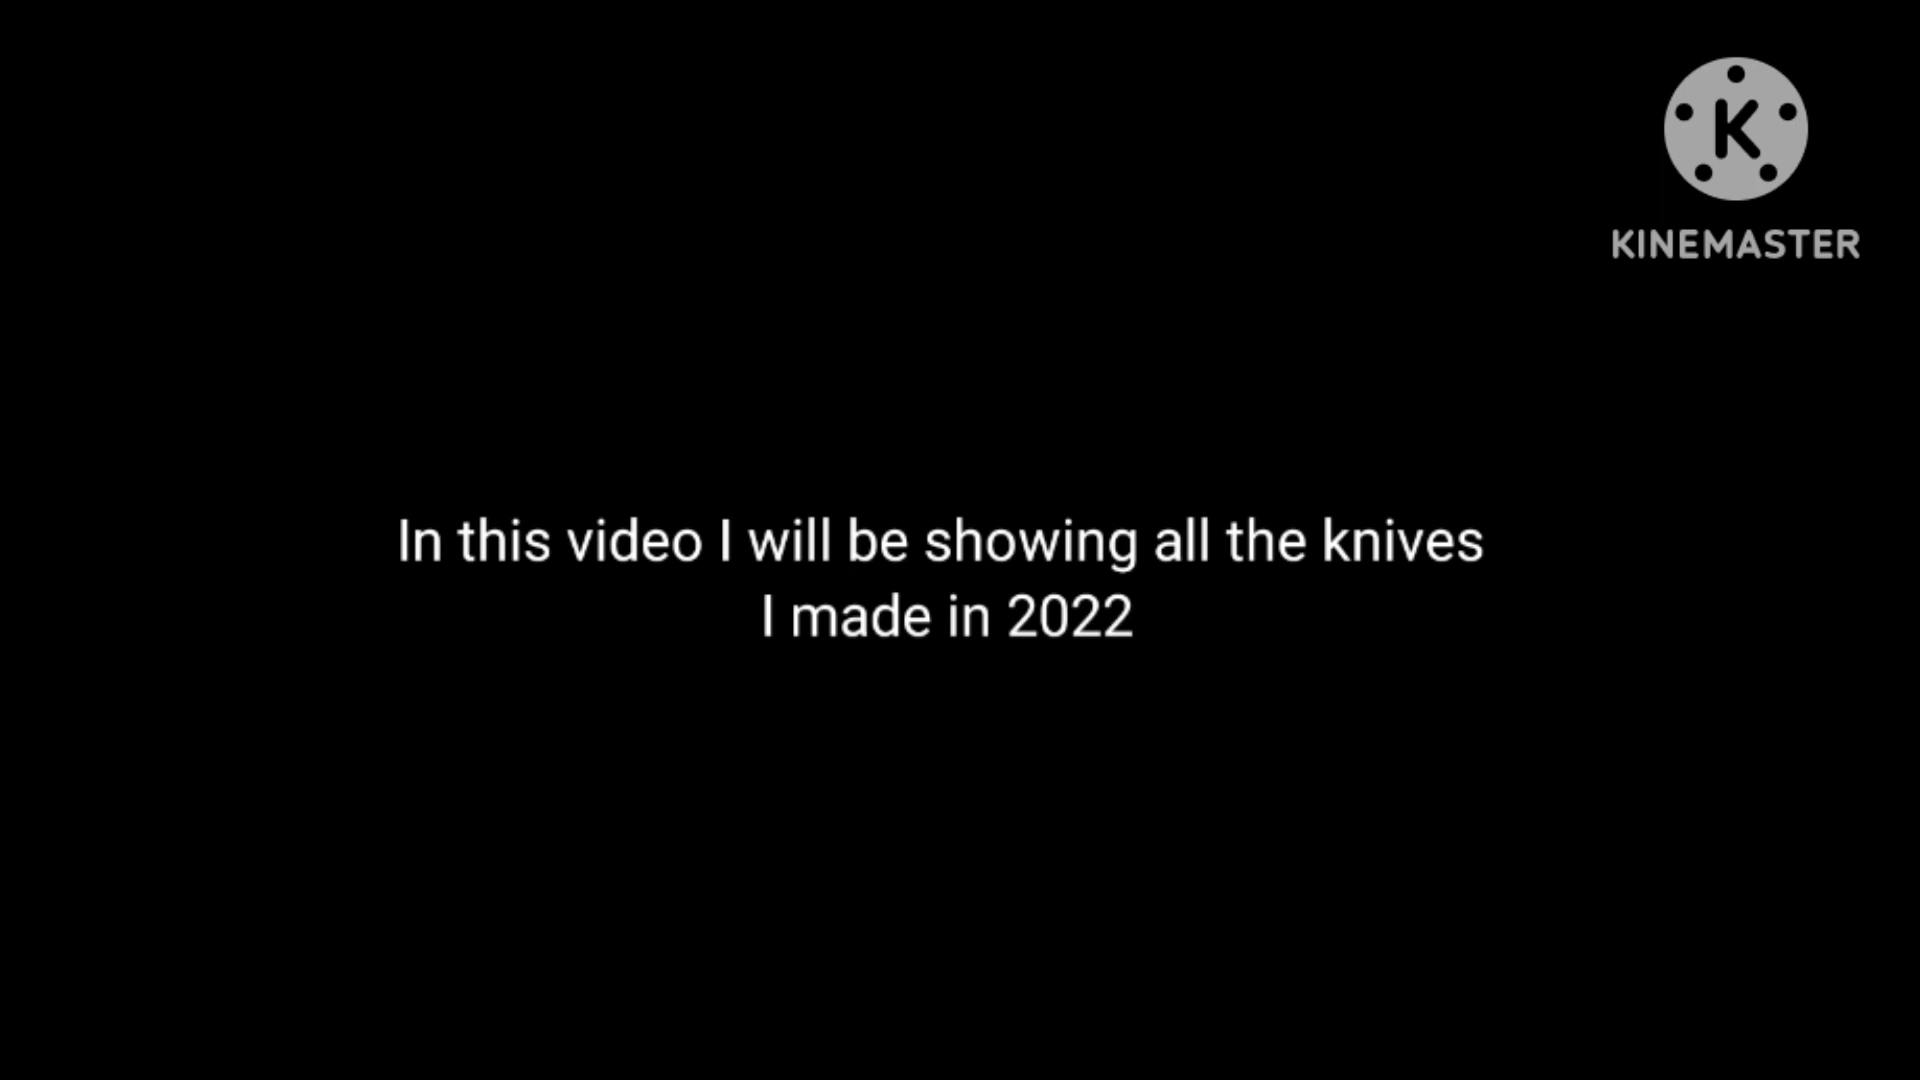 K
KINEMASTER
In this video I will be showing all the knives
I made in 2022